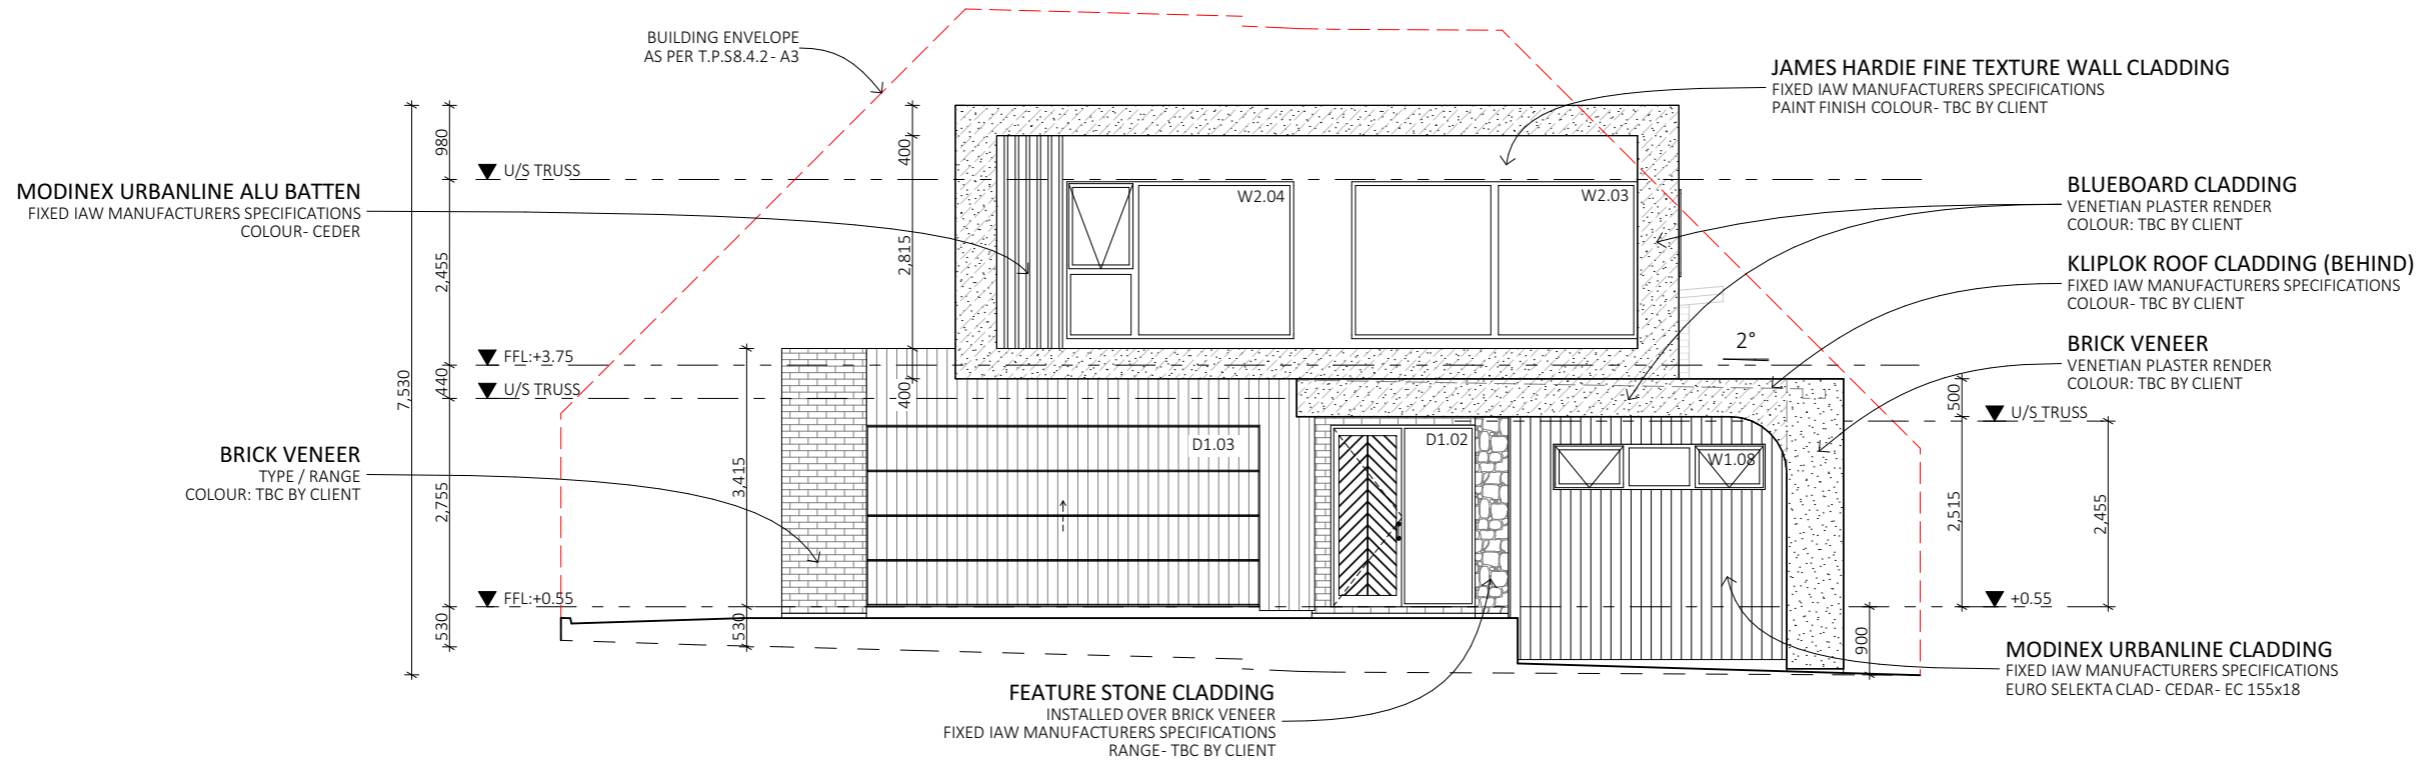 BUILDING ENVELOPE
AS PER T.P.S8.4.2 - A3
JAMES HARDIE FINE TEXTURE WALL CLADDING
FIXED IAW MANUFACTURERS SPECIFICATIONS
PAINT FINISH COLOUR- TBC BY CLIENT
MODINEX URBANLINE ALU BATTEN
FIXED IAW MANUFACTURERS SPECIFICATIONS
COLOUR- CEDER
BLUEBOARD CLADDING
VENETIAN PLASTER RENDER
COLOUR: TBC BY CLIENT
KLIPLOK ROOF CLADDING (BEHIND)
FIXED IAW MANUFACTURERS SPECIFICATIONS
COLOUR- TBC BY CLIENT
BRICK VENEER
VENETIAN PLASTER RENDER
COLOUR: TBC BY CLIENT
BRICK VENEER
TYPE / RANGE
COLOUR: TBC BY CLIENT
MODINEX URBANLINE CLADDING
FIXED IAW MANUFACTURERS SPECIFICATIONS
EURO SELEKTA CLAD- CEDAR- EC 155x18
FEATURE STONE CLADDING
INSTALLED OVER BRICK VENEER
FIXED IAW MANUFACTURERS SPECIFICATIONS
RANGE- TBC BY CLIENT
U/S TRUSS
FFL:+3.75
U/S TRUSS
FFL:+0.55
U/S TRUSS
+0.55
W2.04
W2.03
D1.03
D1.02
W1.08
2°
7,530
980
2,455
440
2,755
530
3,415
530
400
2,815
400
500
2,515
2,455
900